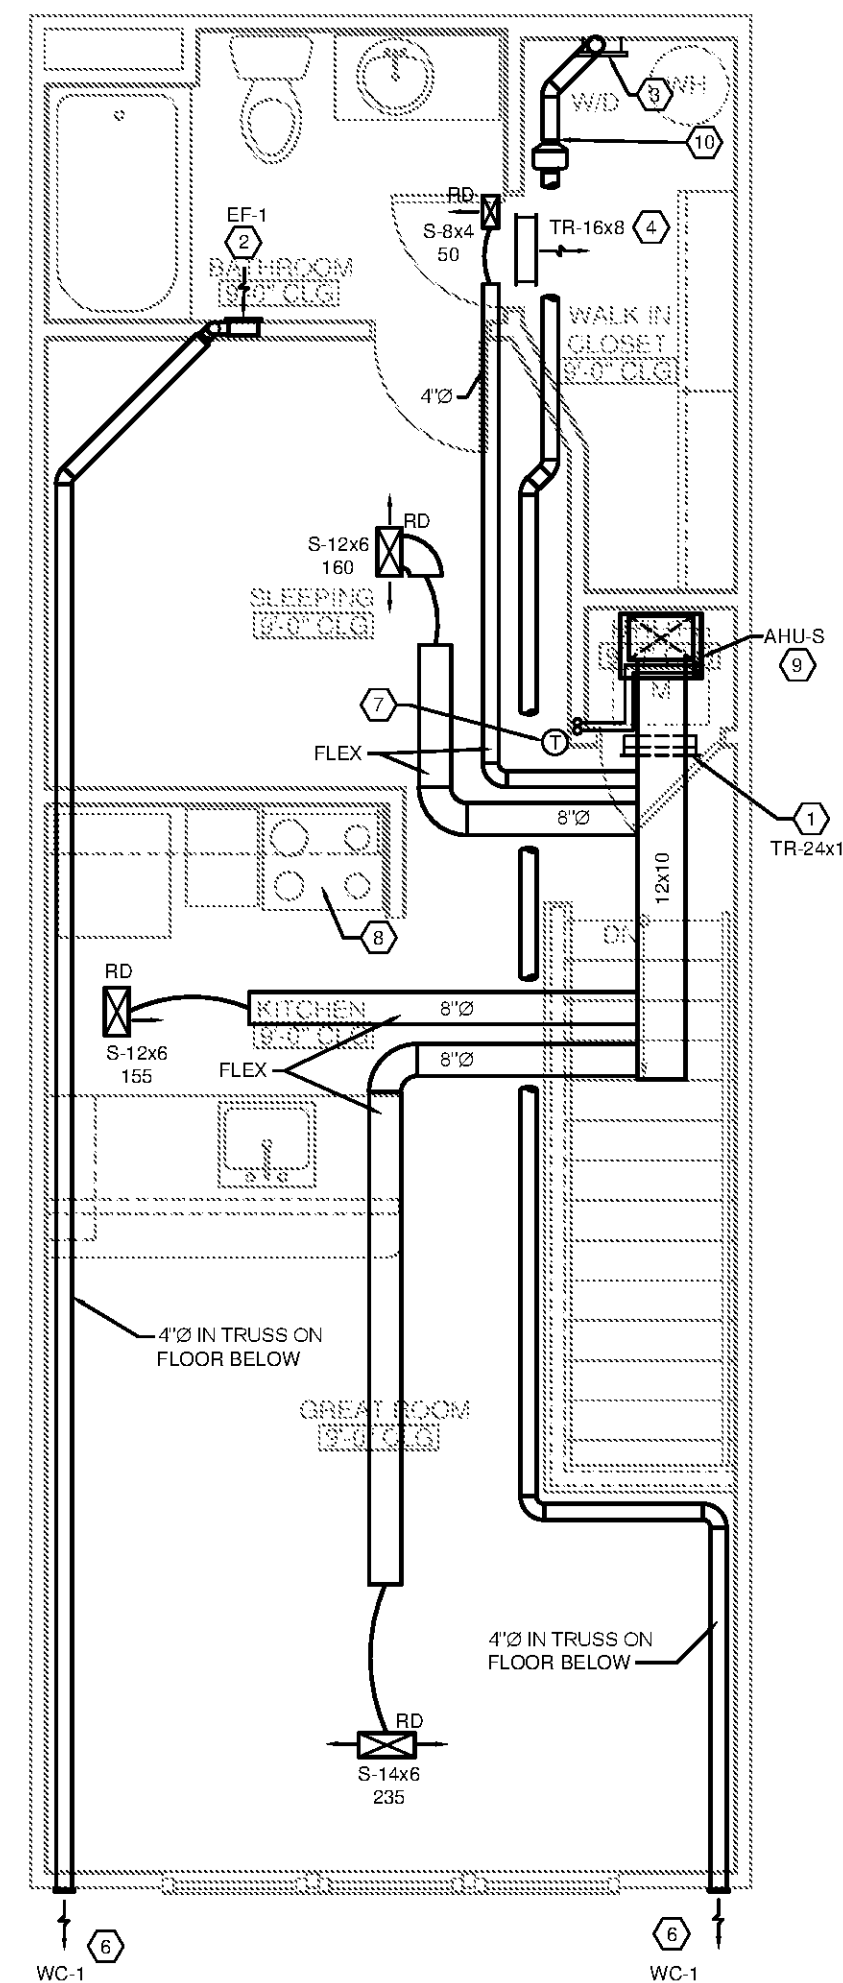 WH
3
W/D
10
RD
S-8x4
50
TR-16x8
4
EF-1
2
BATHROOM
9'-0" CLG
WALK IN
CLOSET
9'-0" CLG
4"Ø
RD
S-12x6
160
SLEEPING
9'-0" CLG
AHU-S
9
M
7
T
FLEX
8"Ø
1
TR-24x1
12x10
8
DN
RD
S-12x6
155
KITCHEN
9'-0" CLG
8"Ø
FLEX
8"Ø
4"Ø IN TRUSS ON
FLOOR BELOW
GREAT ROOM
9'-0" CLG
4"Ø IN TRUSS ON
FLOOR BELOW
RD
S-14x6
235
6
WC-1
6
WC-1